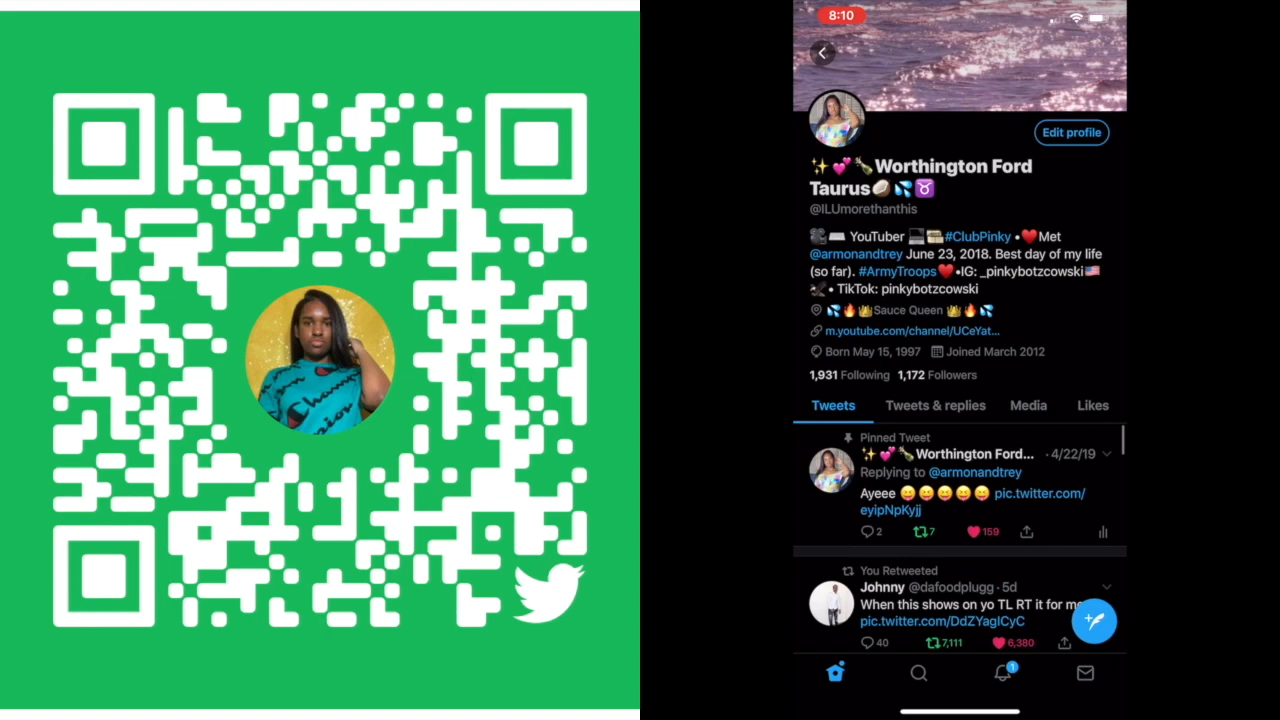 Champion
8:10
Edit profile
✨💕🍾Worthington Ford
Taurus🥥💦♉
@ILUmorethanthis
🎥⌨️ YouTuber 💻📻#ClubPinky •❤️Met
@armonandtrey June 23, 2018. Best day of my life
(so far). #ArmyTroops❤️•IG: _pinkybotzcowski🇺🇸
• TikTok: pinkybotzcowski
💦🔥👑Sauce Queen 👑🔥💦
m.youtube.com/channel/UCeYat...
Born May 15, 1997 Joined March 2012
1,931 Following 1,172 Followers
Tweets Tweets & replies Media Likes
Pinned Tweet
✨💕🍾Worthington Ford... · 4/22/19
Replying to @armonandtrey
Ayeee 😛😛😛😛😛 pic.twitter.com/
eyipNpKyjj
2 7 159
You Retweeted
Johnny @dafoodplugg · 5d
When this shows on yo TL RT it for me
pic.twitter.com/DdZYagICyC
40 7,111 6,380
1